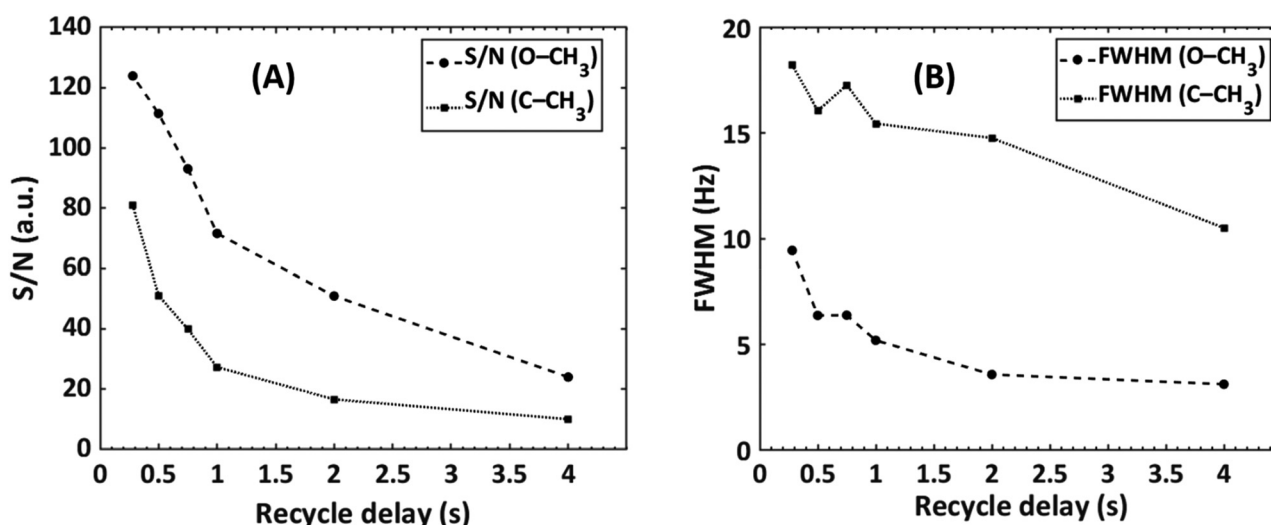 140
120
100
80
60
40
20
0
S/N (a.u.)
(A)
S/N (O–CH₃)
S/N (C–CH₃)
0 0.5 1 1.5 2 2.5 3 3.5 4
Recycle delay (s)
20
15
10
5
0
FWHM (Hz)
(B)
FWHM (O–CH₃)
FWHM (C–CH₃)
0 0.5 1 1.5 2 2.5 3 3.5 4
Recycle delay (s)